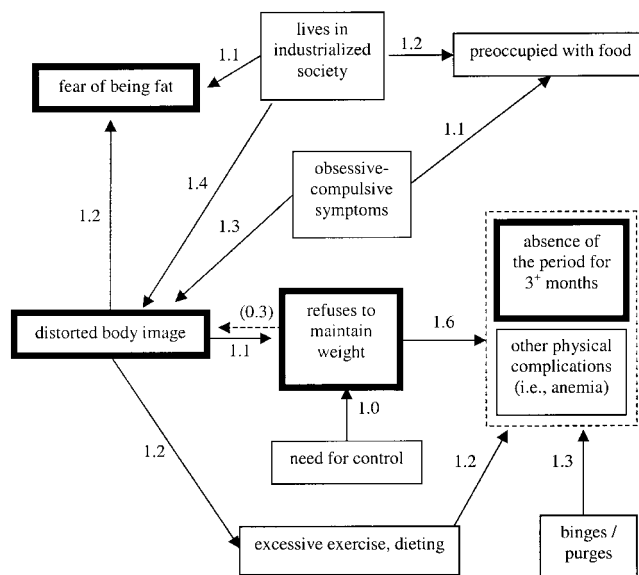 lives in
industrialized
society
1.1
1.2
preoccupied with food
fear of being fat
1.1
1.4
obsessive-
compulsive
symptoms
1.2
1.3
absence of
the period for
3⁺ months
(0.3)
refuses to
maintain
weight
distorted body image
1.6
1.1
other physical
complications
(i.e., anemia)
1.0
1.2
need for control
1.2
1.3
excessive exercise, dieting
binges /
purges